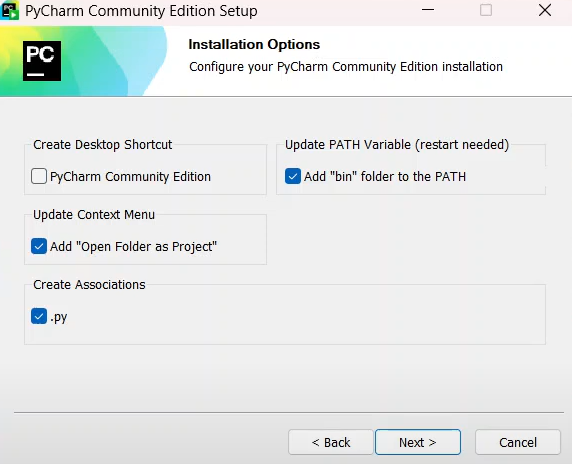 PyCharm Community Edition Setup
PC
Installation Options
Configure your PyCharm Community Edition installation
Create Desktop Shortcut
PyCharm Community Edition
Update PATH Variable (restart needed)
Add "bin" folder to the PATH
Update Context Menu
Add "Open Folder as Project"
Create Associations
.py
< Back
Next >
Cancel